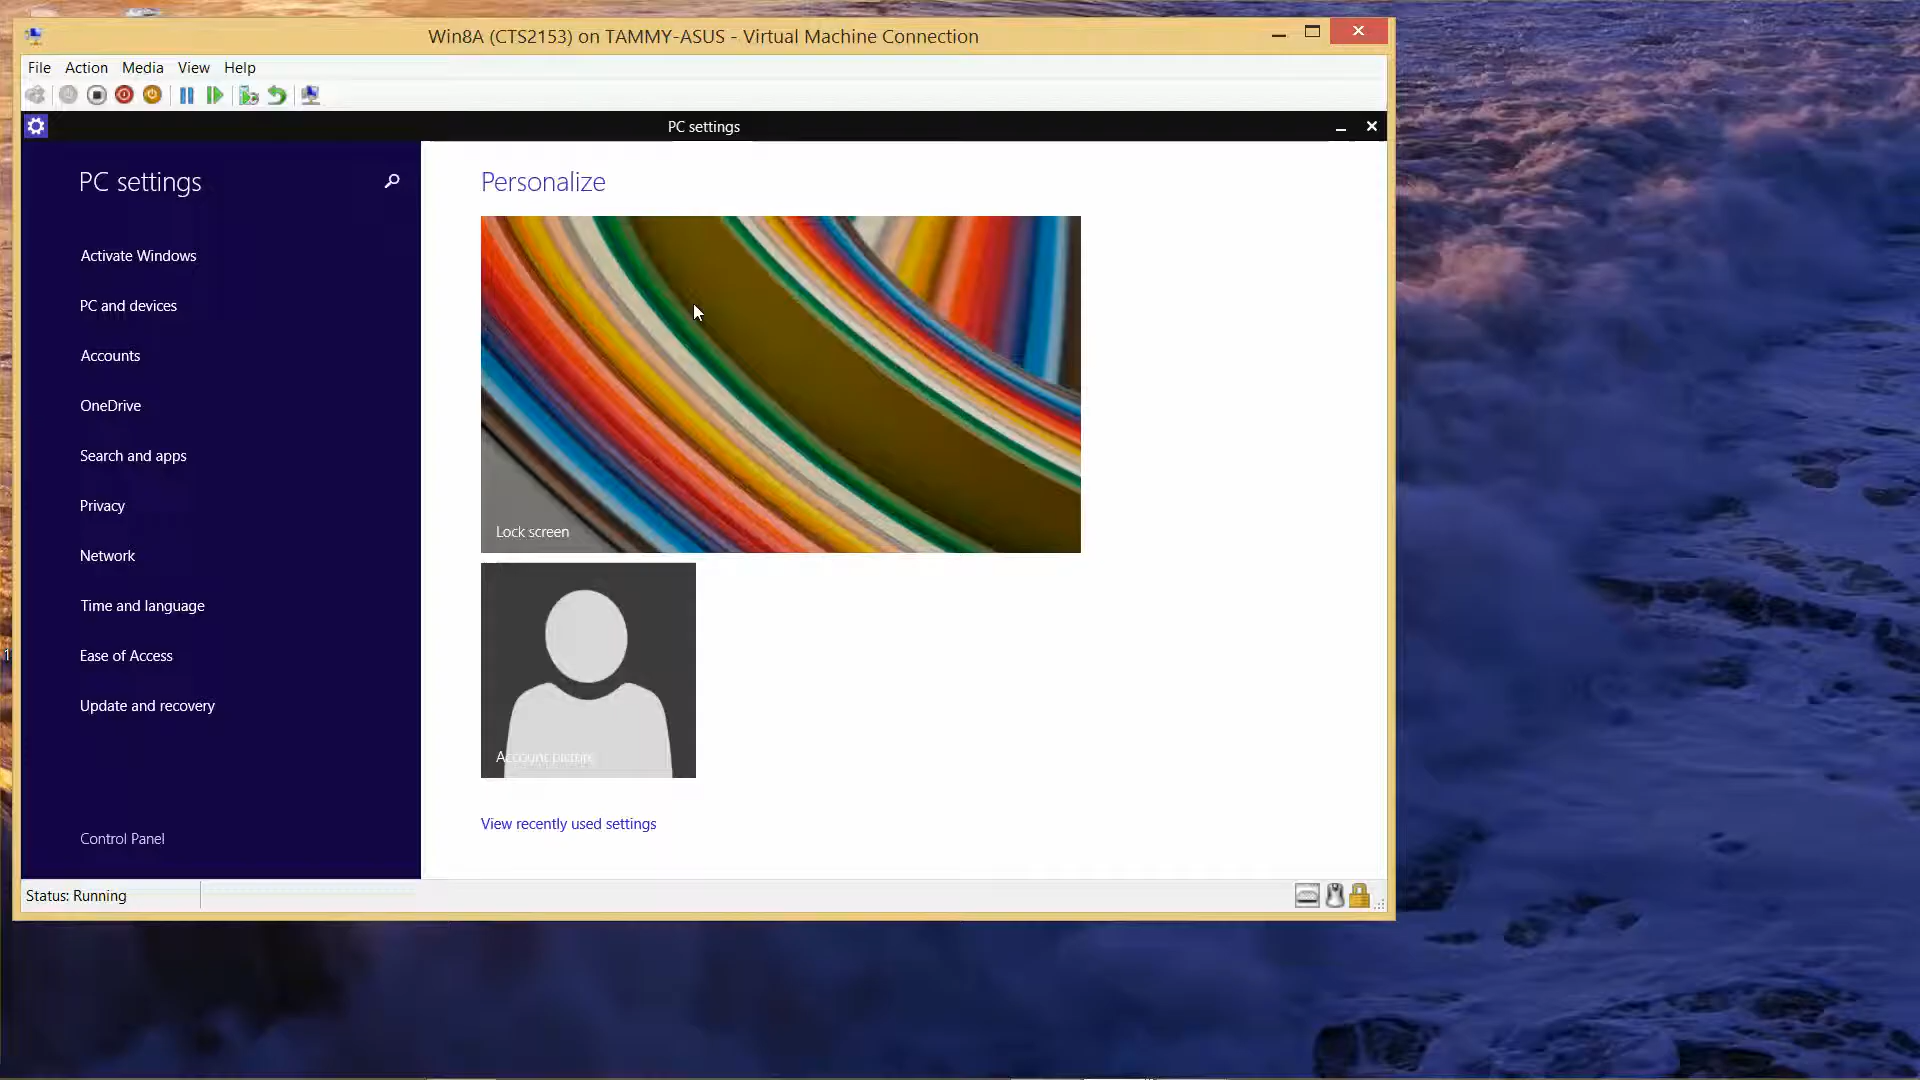 Win8A (CTS2153) on TAMMY-ASUS - Virtual Machine Connection
File Action Media View Help
PC settings
PC settings
Personalize
Activate Windows
PC and devices
Accounts
OneDrive
Search and apps
Privacy
Network
Time and language
Ease of Access
Update and recovery
Control Panel
Lock screen
Account picture
View recently used settings
Status: Running
1